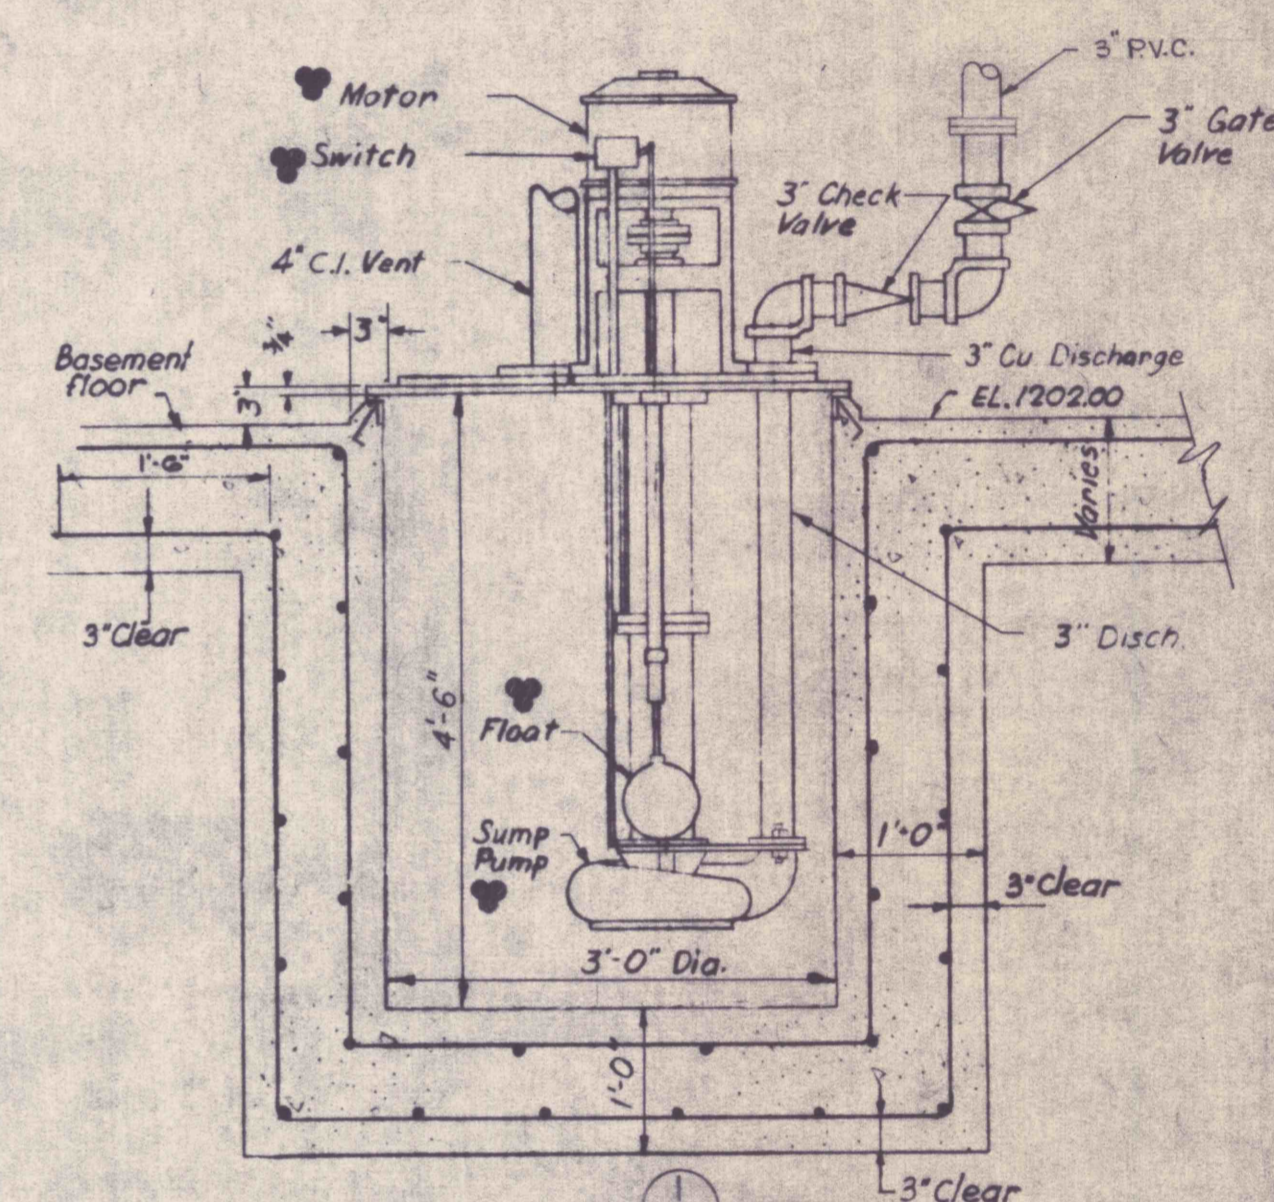 3" P.V.C.
Motor
3" Gate
Valve
Switch
3" Check
Valve
4" C.I. Vent
3"
3/4"
Basement
floor
3" Cu Discharge
3"
EL. 1202.00
1'-6"
Varies
3" Clear
3" Disch.
4'-6"
Float
Sump
Pump
1'-0"
3" Clear
3'-0" Dia.
1'-0"
1
3" Clear